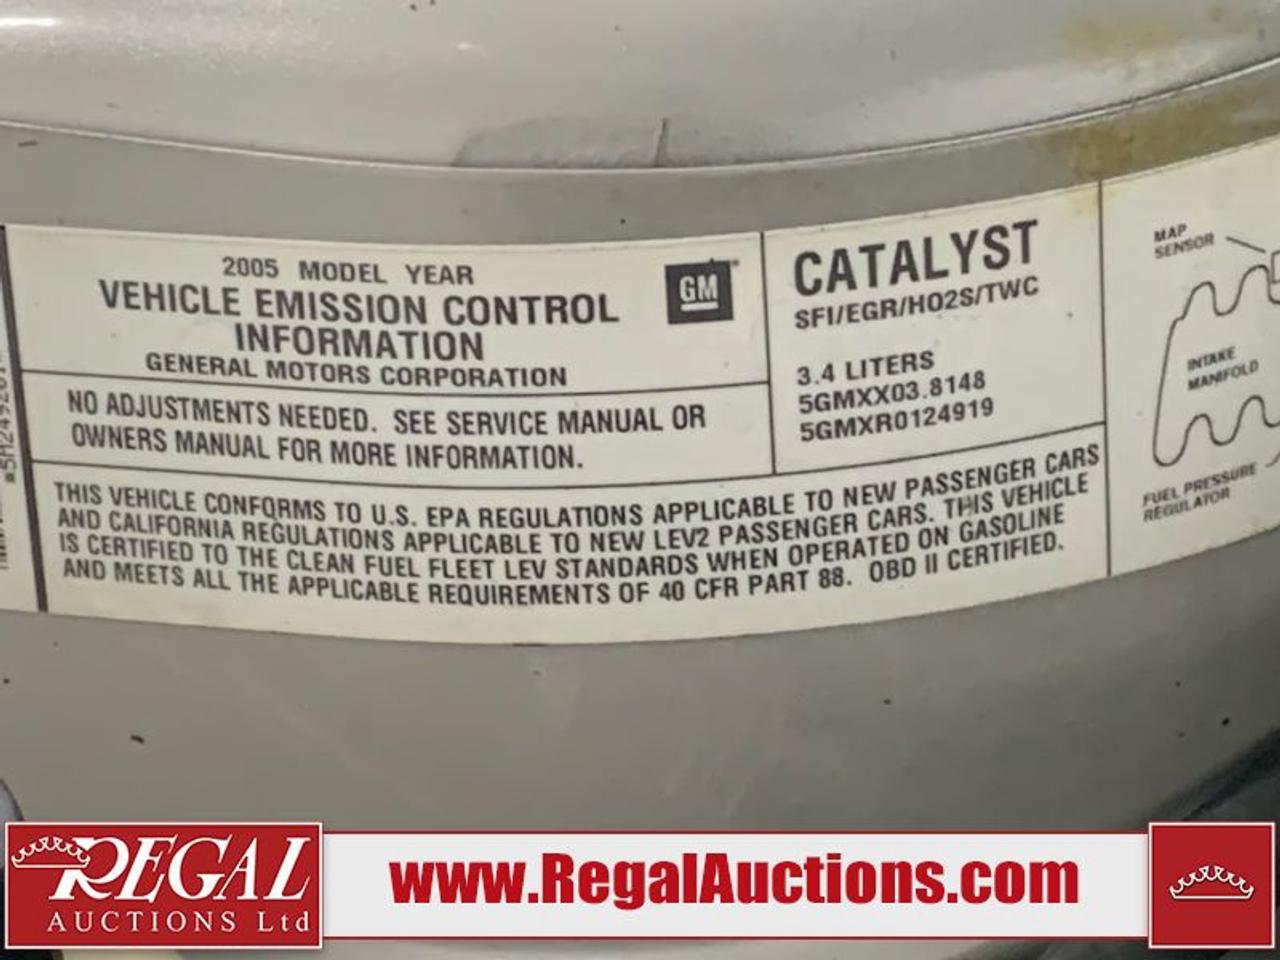 2005 MODEL YEAR
VEHICLE EMISSION CONTROL
INFORMATION
GENERAL MOTORS CORPORATION
GM
NO ADJUSTMENTS NEEDED. SEE SERVICE MANUAL OR
OWNERS MANUAL FOR MORE INFORMATION.
CATALYST
SFI/EGR/HO2S/TWC
3.4 LITERS
5GMXX03.8148
5GMXR0124919
THIS VEHICLE CONFORMS TO U.S. EPA REGULATIONS APPLICABLE TO NEW PASSENGER CARS
AND CALIFORNIA REGULATIONS APPLICABLE TO NEW LEV2 PASSENGER CARS. THIS VEHICLE
IS CERTIFIED TO THE CLEAN FUEL FLEET LEV STANDARDS WHEN OPERATED ON GASOLINE
AND MEETS ALL THE APPLICABLE REQUIREMENTS OF 40 CFR PART 88. OBD II CERTIFIED.
MAP
SENSOR
INTAKE
MANIFOLD
FUEL PRESSURE
REGULATOR
REGAL
AUCTIONS Ltd
www.RegalAuctions.com